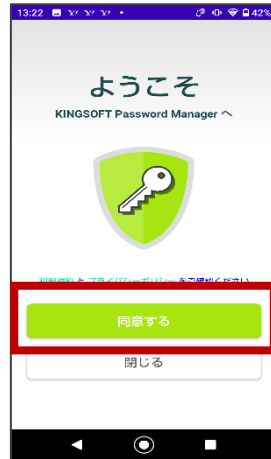 13:22
42%
ようこそ
KINGSOFT Password Manager へ
利用規約 と プライバシーポリシー をご確認ください
同意する
閉じる